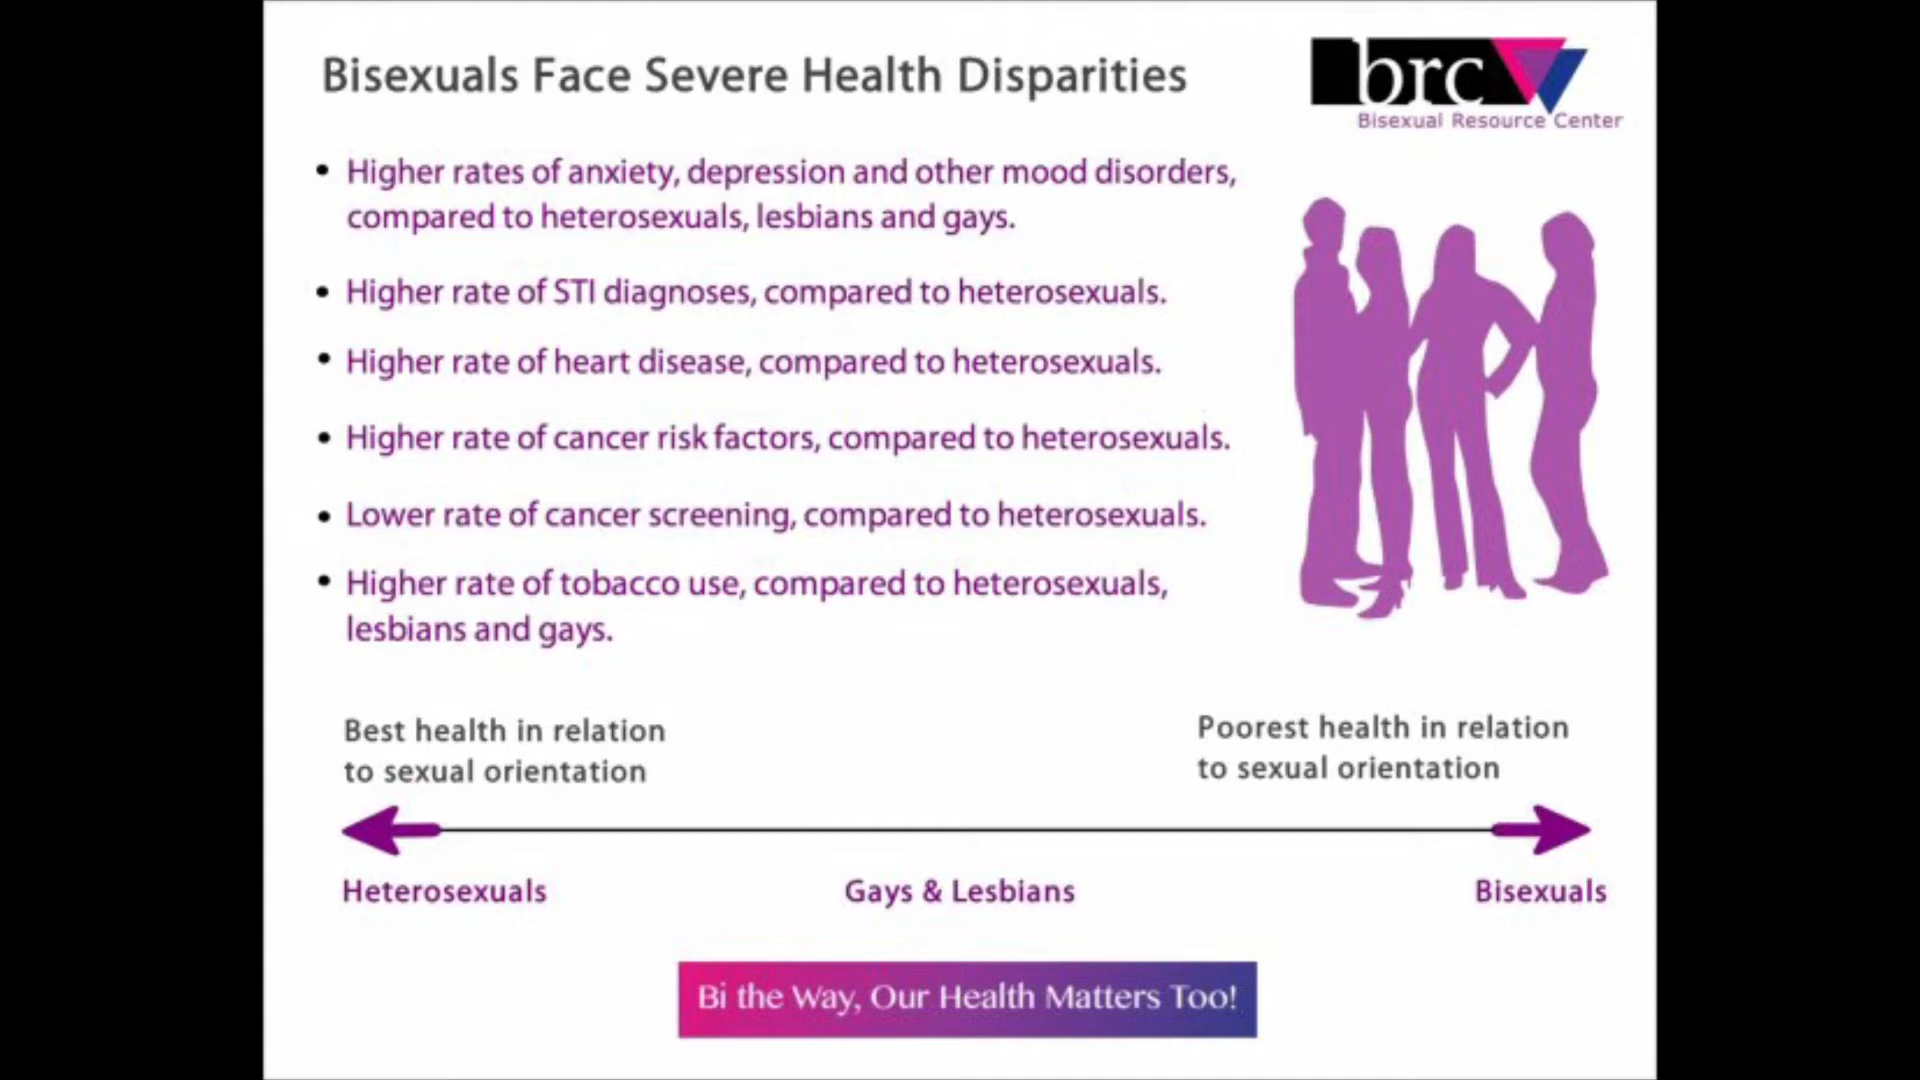 Bisexuals Face Severe Health Disparities
brc
Bisexual Resource Center
• Higher rates of anxiety, depression and other mood disorders,
compared to heterosexuals, lesbians and gays.
• Higher rate of STI diagnoses, compared to heterosexuals.
• Higher rate of heart disease, compared to heterosexuals.
• Higher rate of cancer risk factors, compared to heterosexuals.
• Lower rate of cancer screening, compared to heterosexuals.
• Higher rate of tobacco use, compared to heterosexuals,
lesbians and gays.
Best health in relation
to sexual orientation
Poorest health in relation
to sexual orientation
Heterosexuals
Gays & Lesbians
Bisexuals
Bi the Way, Our Health Matters Too!